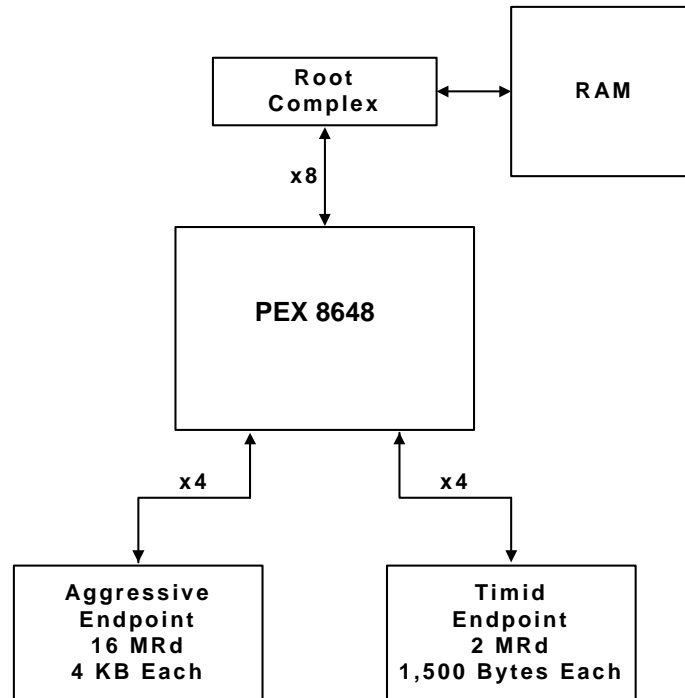 Root
Complex
RAM
x8
PEX 8648
x4
x4
Aggressive
Endpoint
16 MRd
4 KB Each
Timid
Endpoint
2 MRd
1,500 Bytes Each